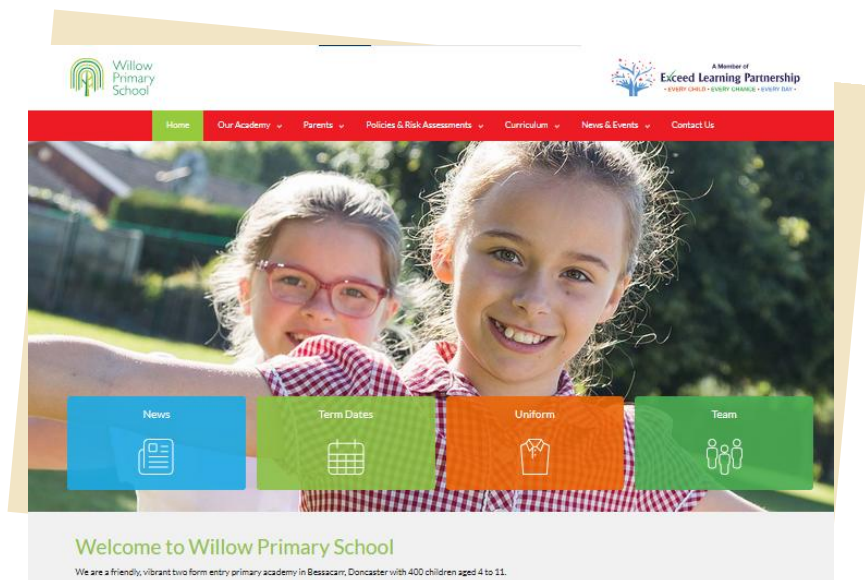 Willow
Primary
School
A Member of
Exceed Learning Partnership
• EVERY CHILD • EVERY CHANCE • EVERY DAY •
Home Our Academy Parents Policies & Risk Assessments Curriculum News & Events Contact Us
News Term Dates Uniform Team
Welcome to Willow Primary School
We are a friendly, vibrant two form entry primary academy in Bessacarr, Doncaster with 400 children aged 4 to 11.